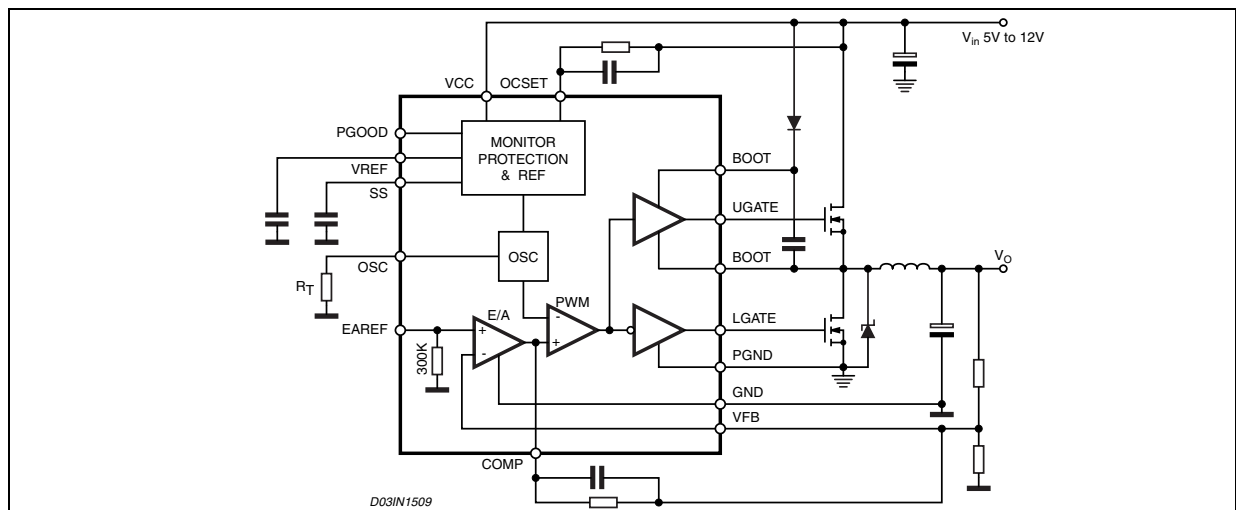 Vin 5V to 12V
VCC
OCSET
PGOOD
MONITOR
PROTECTION
& REF
VREF
SS
BOOT
UGATE
OSC
OSC
BOOT
VO
RT
PWM
E/A
EAREF
+
-
-
+
LGATE
300K
PGND
GND
VFB
COMP
D03IN1509